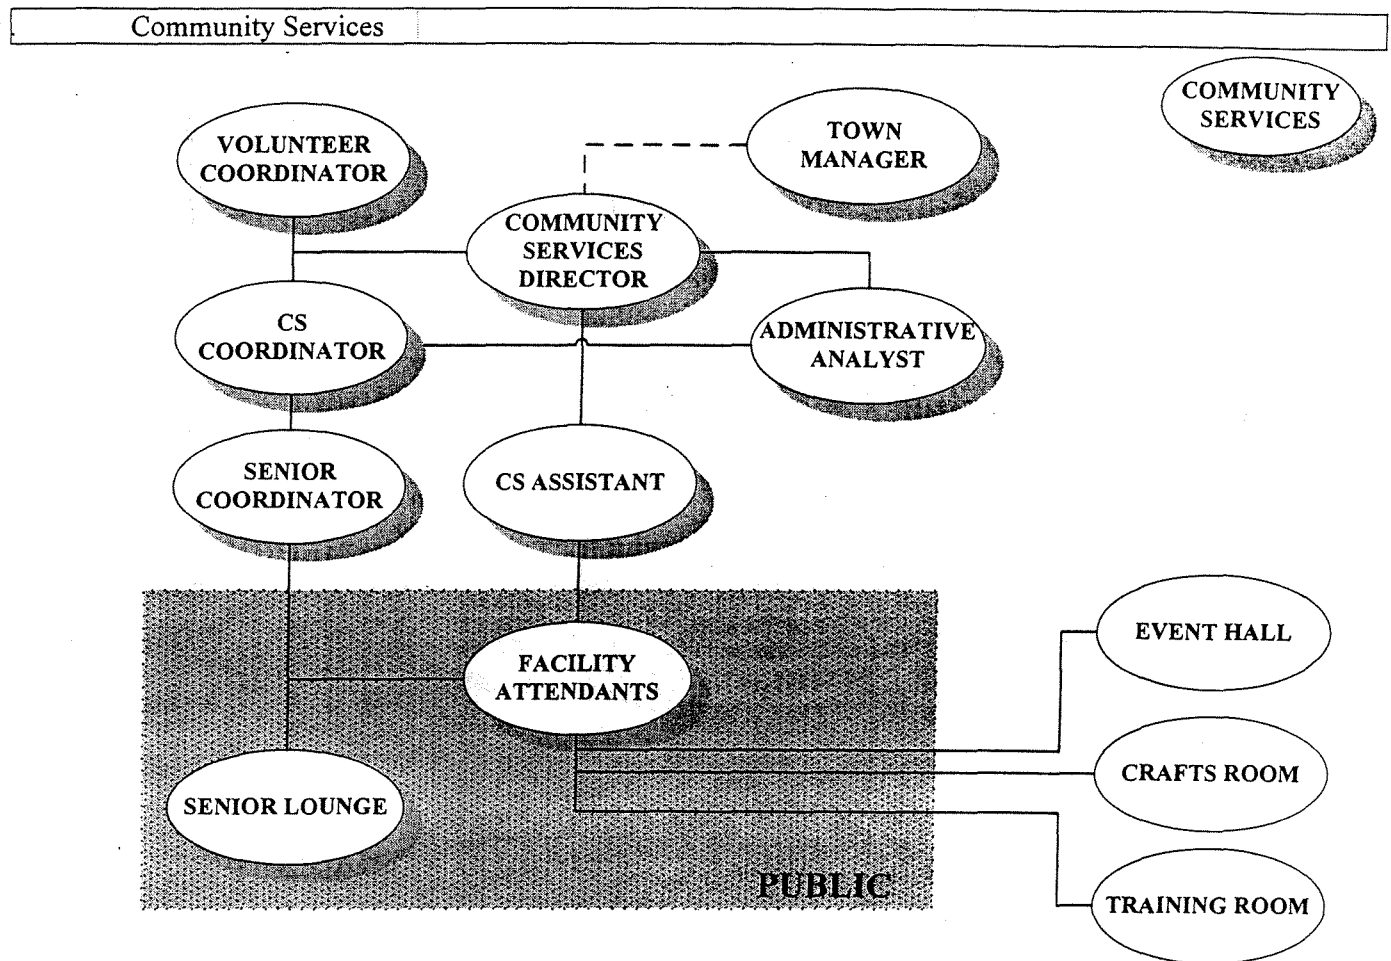 Community Services
COMMUNITY
SERVICES
VOLUNTEER
COORDINATOR
TOWN
MANAGER
COMMUNITY
SERVICES
DIRECTOR
CS
COORDINATOR
ADMINISTRATIVE
ANALYST
SENIOR
COORDINATOR
CS ASSISTANT
FACILITY
ATTENDANTS
EVENT HALL
SENIOR LOUNGE
CRAFTS ROOM
PUBLIC
TRAINING ROOM